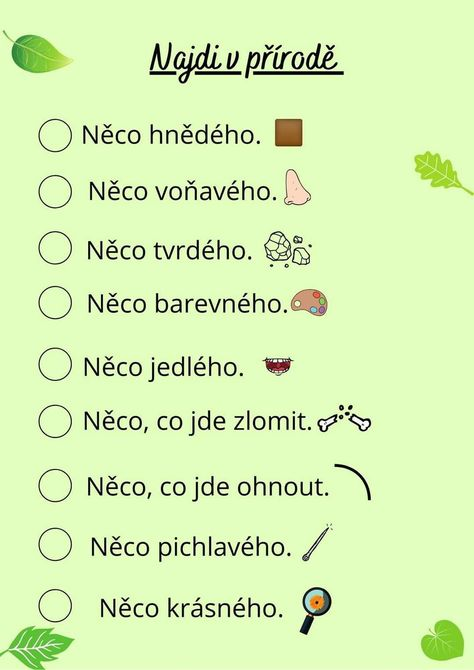 Najdi v přírodě
Něco hnědého.
Něco voňavého.
Něco tvrdého.
Něco barevného.
Něco jedlého.
Něco, co jde zlomit.
Něco, co jde ohnout.
Něco pichlavého.
Něco krásného.